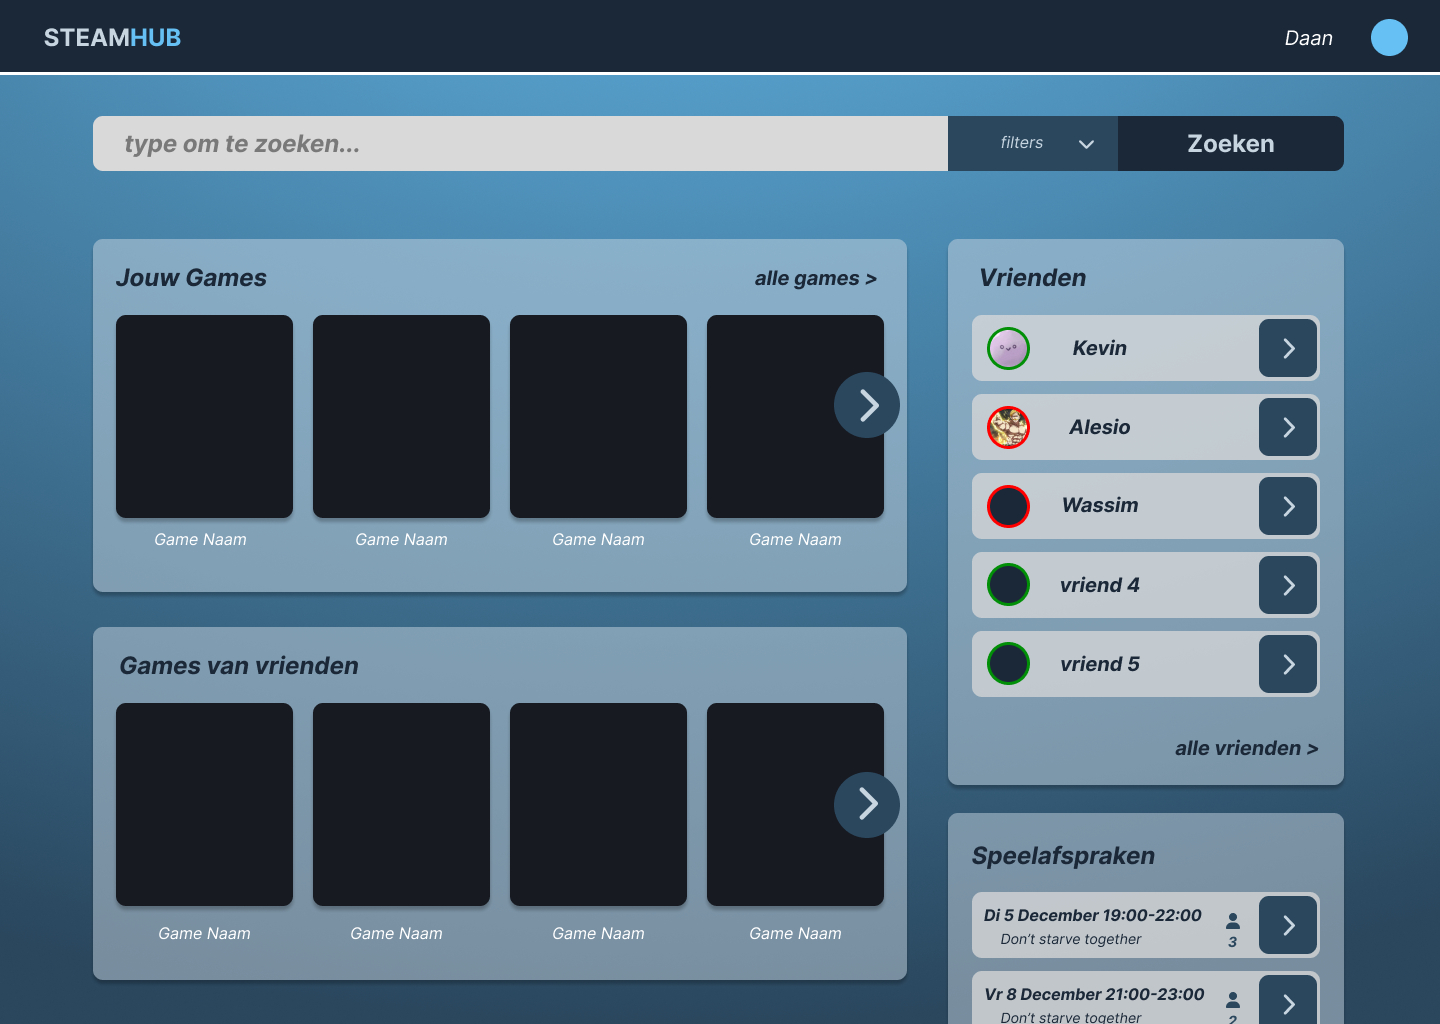 STEAMHUB
Daan
type om te zoeken...
filters
Zoeken
Jouw Games
alle games >
Game Naam
Game Naam
Game Naam
Game Naam
Games van vrienden
Game Naam
Game Naam
Game Naam
Game Naam
Vrienden
Kevin
Alesio
Wassim
vriend 4
vriend 5
alle vrienden >
Speelafspraken
Di 5 December 19:00-22:00
Don't starve together
3
Vr 8 December 21:00-23:00
Don't starve together
2